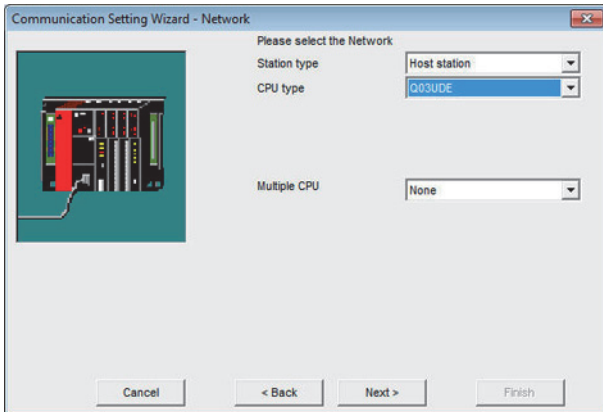 Communication Setting Wizard - Network
Please select the Network
Station type Host station
CPU type Q03UDE
Multiple CPU None
Cancel < Back Next > Finish